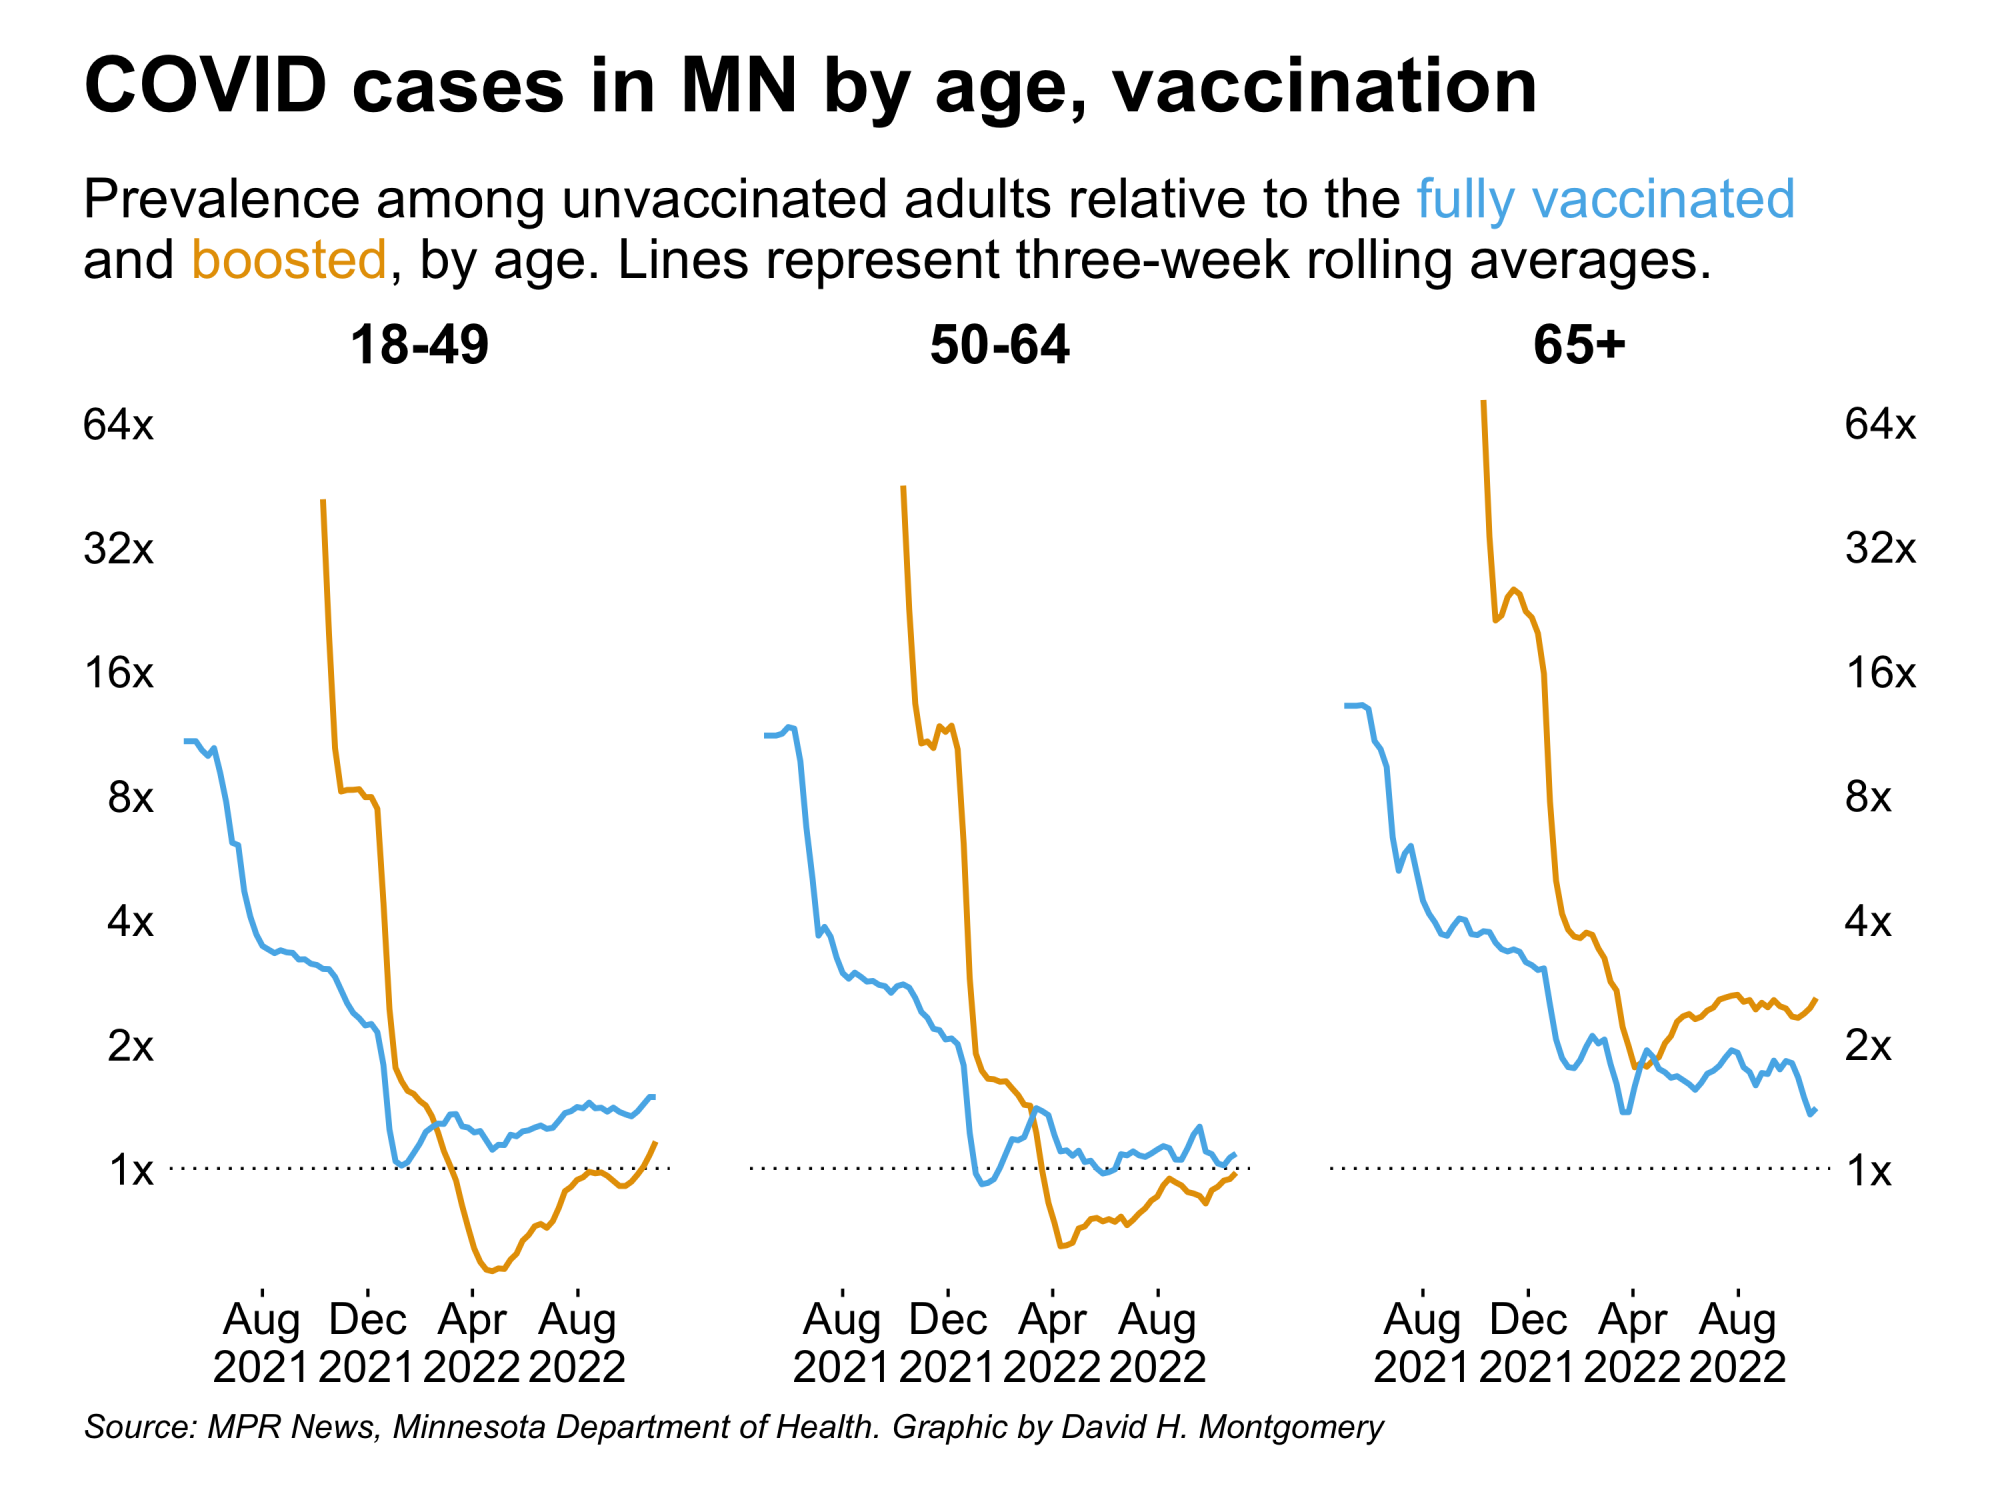 COVID cases in MN by age, vaccination
Prevalence among unvaccinated adults relative to the fully vaccinated
and boosted, by age. Lines represent three-week rolling averages.
18-49 50-64 65+
64x 64x
32x 32x
16x 16x
8x 8x
4x 4x
2x 2x
1x 1x
Aug Dec Apr Aug Aug Dec Apr Aug Aug Dec Apr Aug
2021 2021 2022 2022 2021 2021 2022 2022 2021 2021 2022 2022
Source: MPR News, Minnesota Department of Health. Graphic by David H. Montgomery